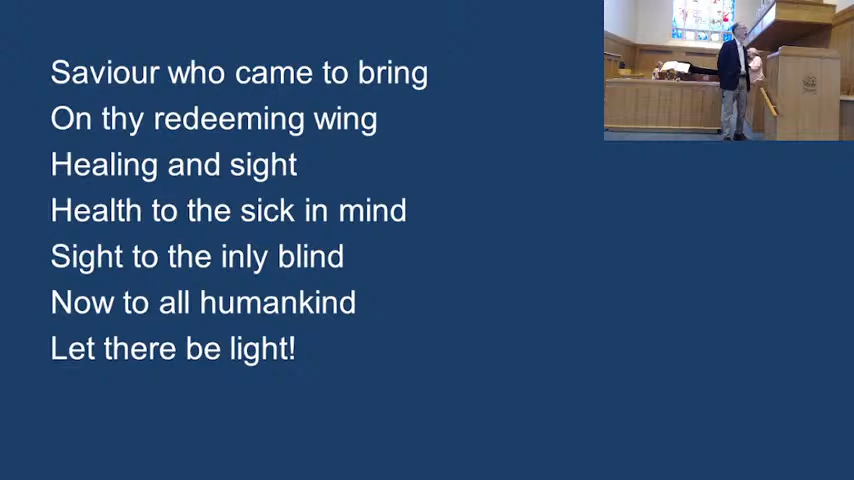 Saviour who came to bring
On thy redeeming wing
Healing and sight
Health to the sick in mind
Sight to the inly blind
Now to all humankind
Let there be light!